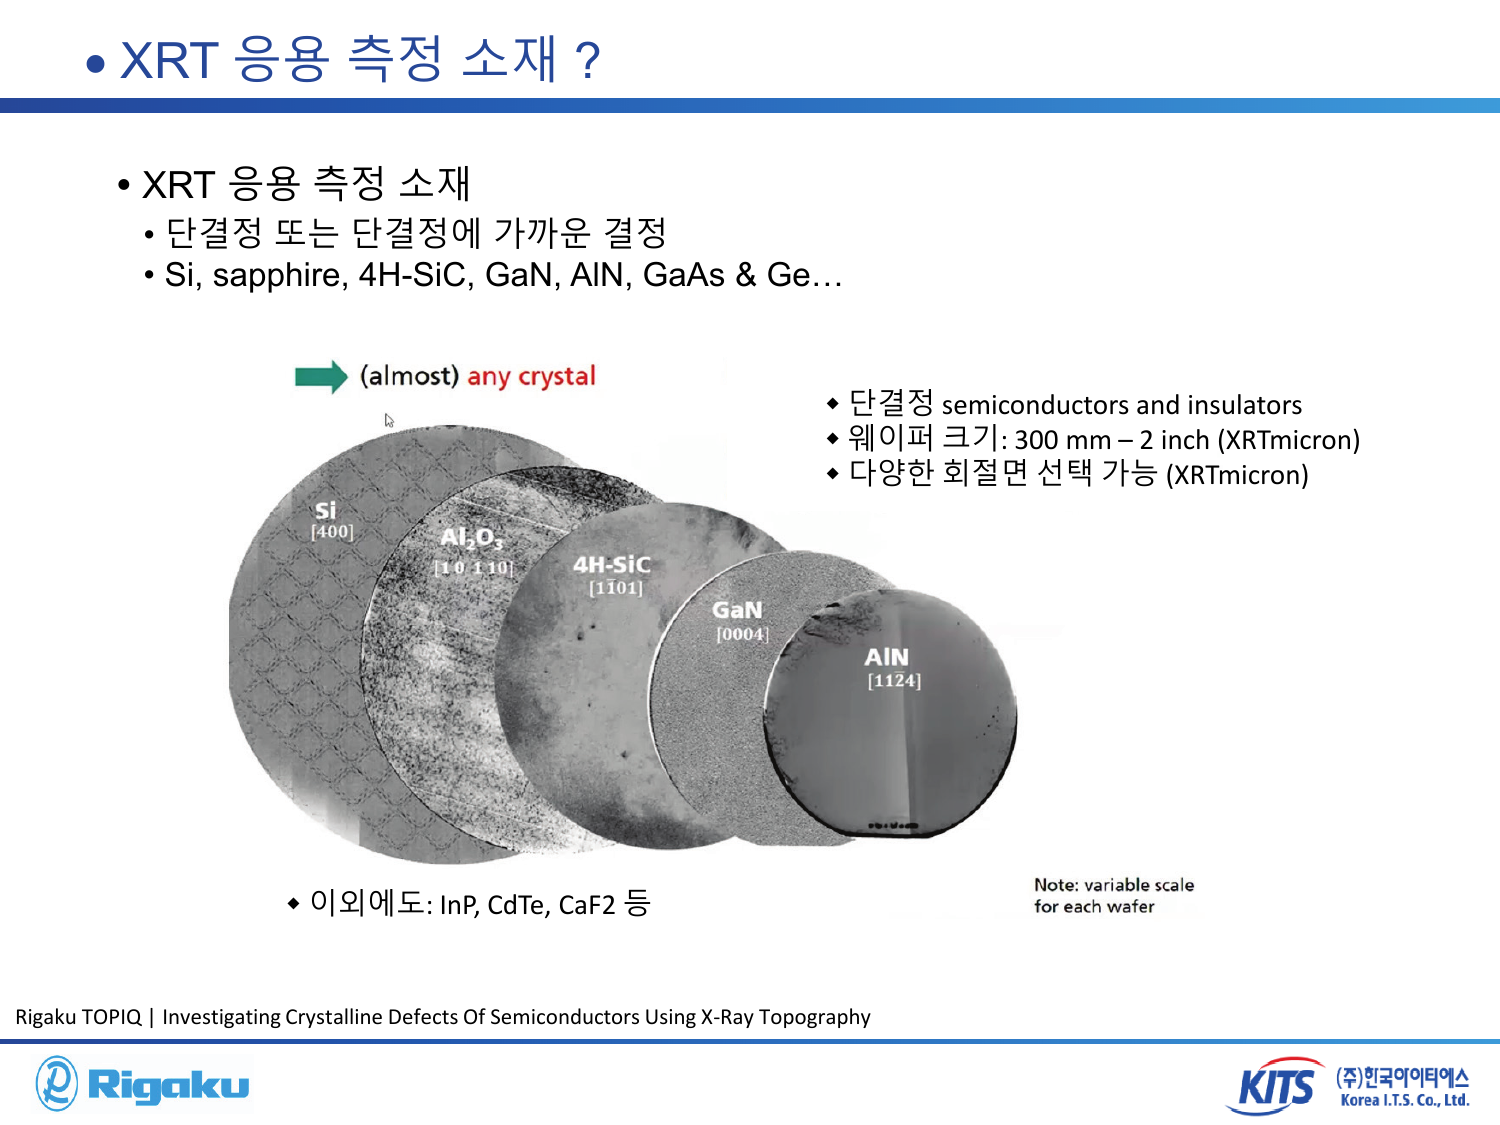 • XRT 응용 측정 소재 ?
• XRT 응용 측정 소재
• 단결정 또는 단결정에 가까운 결정
• Si, sapphire, 4H-SiC, GaN, AlN, GaAs & Ge…
(almost) any crystal
◆ 단결정 semiconductors and insulators
◆ 웨이퍼 크기: 300 mm – 2 inch (XRTmicron)
◆ 다양한 회절면 선택 가능 (XRTmicron)
Si
[400]
Al₂O₃
[1 0 1 10]
4H-SiC
[11̅01]
GaN
[0004]
AlN
[112̅4]
Note: variable scale
for each wafer
◆ 이외에도: InP, CdTe, CaF2 등
Rigaku TOPIQ | Investigating Crystalline Defects Of Semiconductors Using X-Ray Topography
Rigaku
KITS
(주)한국아이티에스
Korea I.T.S. Co., Ltd.